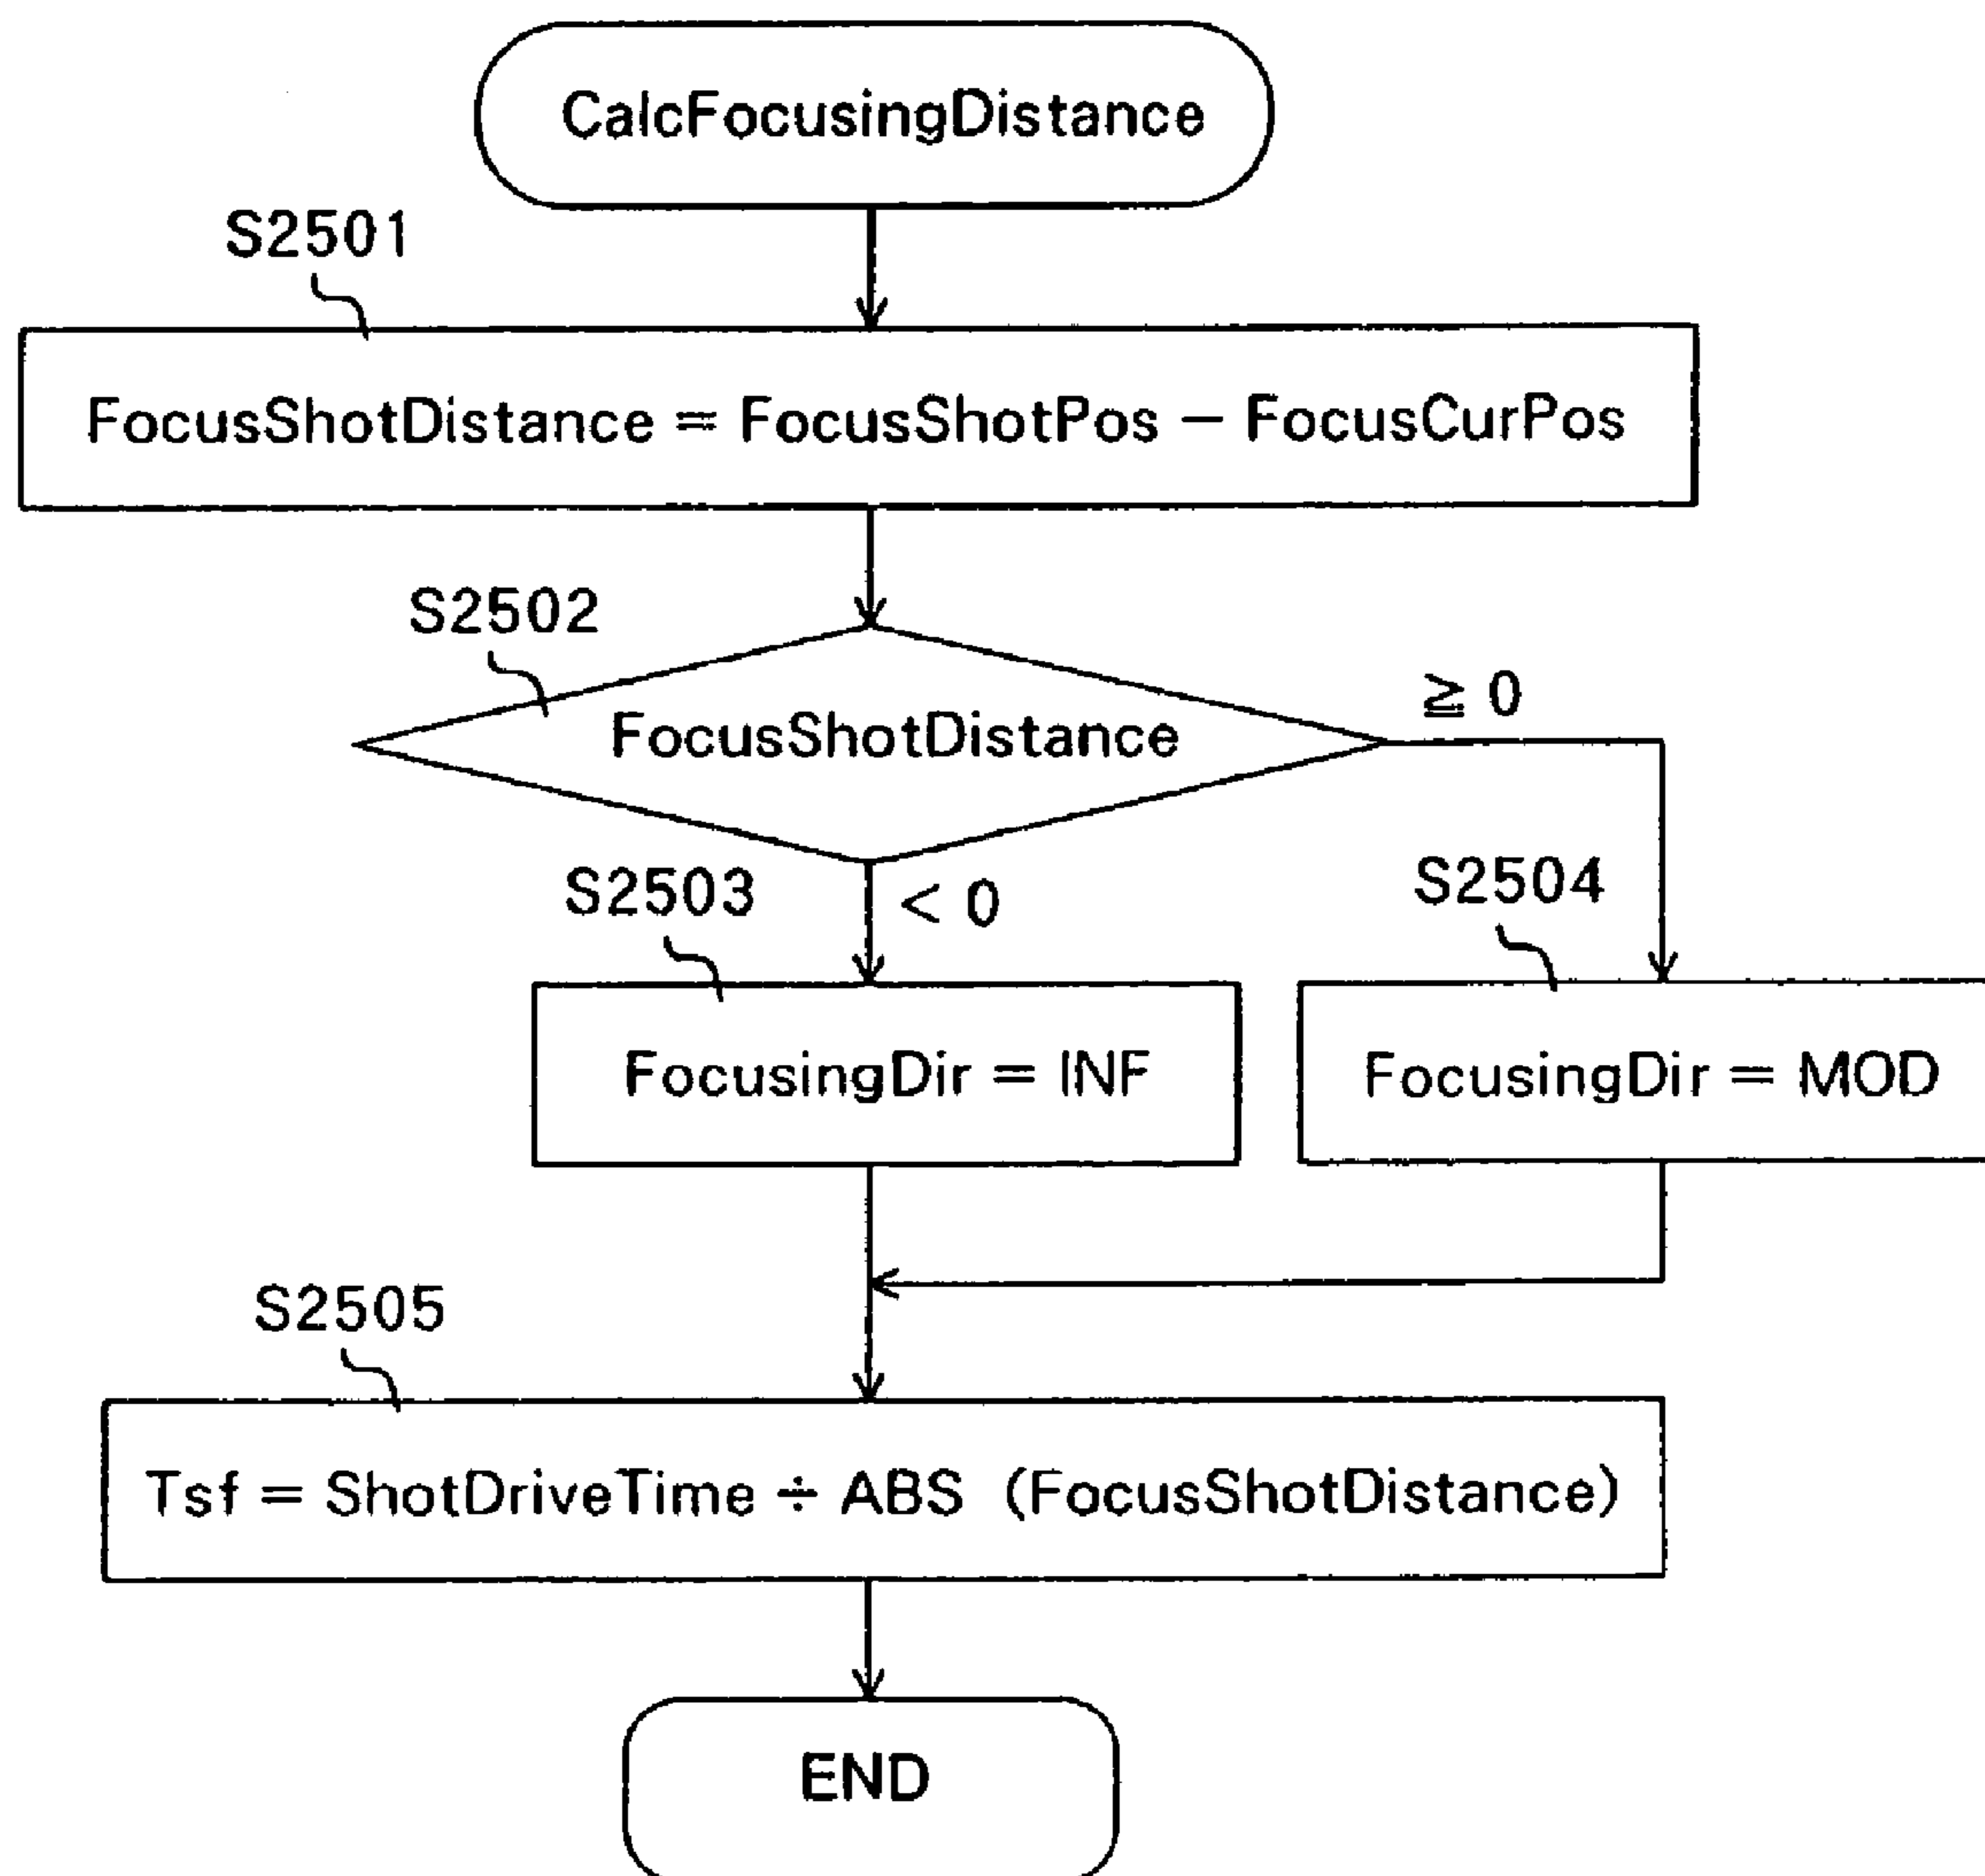 CalcFocusingDistance
S2501
FocusShotDistance = FocusShotPos − FocusCurPos
S2502
FocusShotDistance
≧ 0
S2503
< 0
S2504
FocusingDir = INF
FocusingDir = MOD
S2505
Tsf = ShotDriveTime ÷ ABS (FocusShotDistance)
END